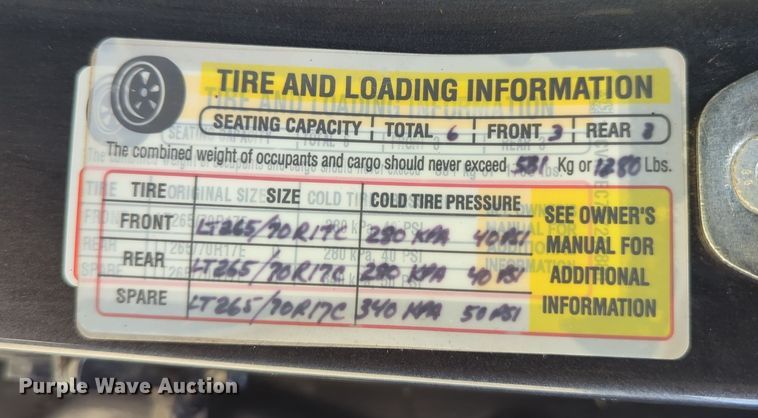 TIRE AND LOADING INFORMATION
SEATING CAPACITY TOTAL 6 FRONT 3 REAR 3
The combined weight of occupants and cargo should never exceed 581 Kg or 1280 Lbs.
TIRE SIZE COLD TIRE PRESSURE
FRONT LT265/70R17C 280 KPA 40 PSI
REAR LT265/70R17C 280 KPA 40 PSI
SPARE LT265/70R17C 340 KPA 50 PSI
SEE OWNER'S
MANUAL FOR
ADDITIONAL
INFORMATION
Purple Wave Auction